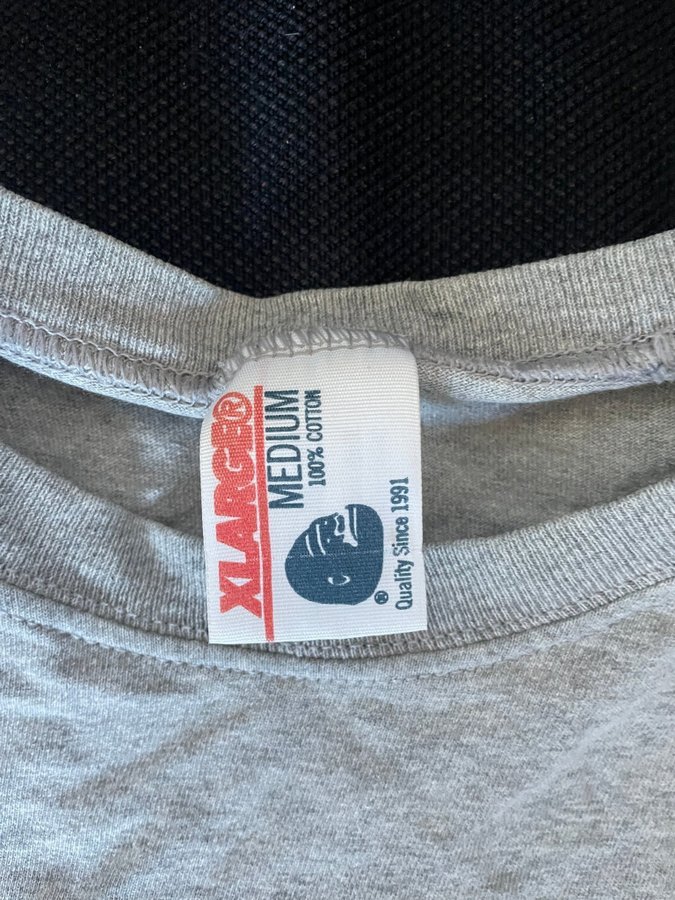 XLARGE®
MEDIUM
100% COTTON
®
Quality Since 1991